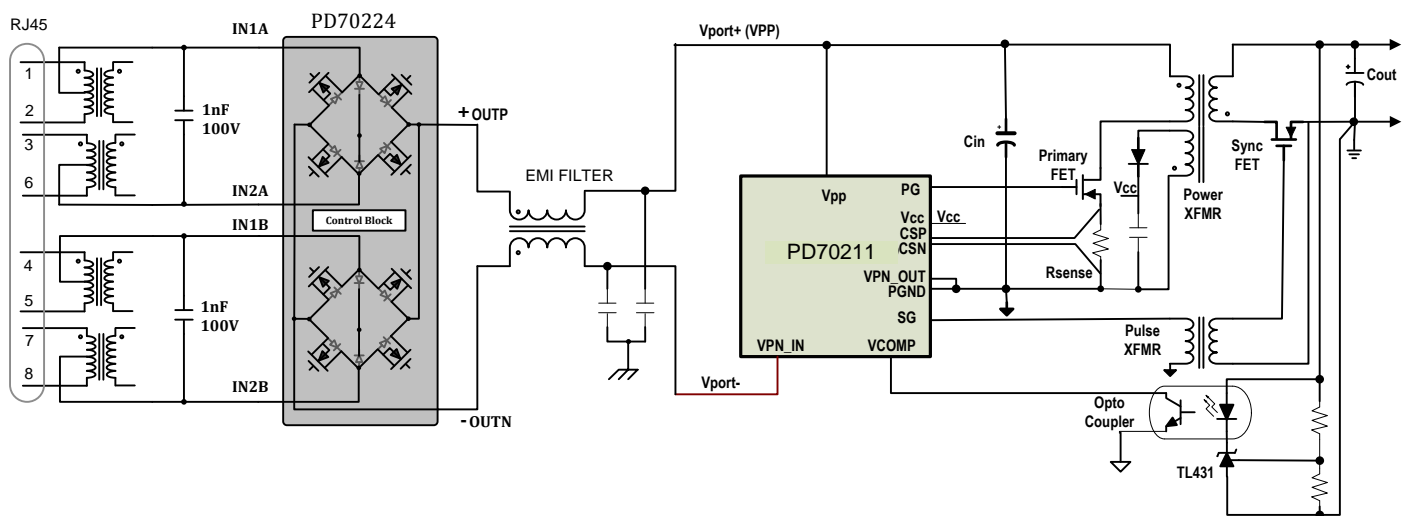 RJ45
1
2
3
6
4
5
7
8
IN1A
1nF
100V
IN2A
IN1B
1nF
100V
IN2B
PD70224
Control Block
+OUTP
-OUTN
EMI FILTER
Vport+ (VPP)
Vport-
Vpp
PG
Vcc
CSP
CSN
PD70211
VPN_OUT
PGND
SG
VPN_IN
VCOMP
Vcc
Cin
Primary
FET
Rsense
Vcc
Power
XFMR
Sync
FET
Cout
Pulse
XFMR
Opto
Coupler
TL431